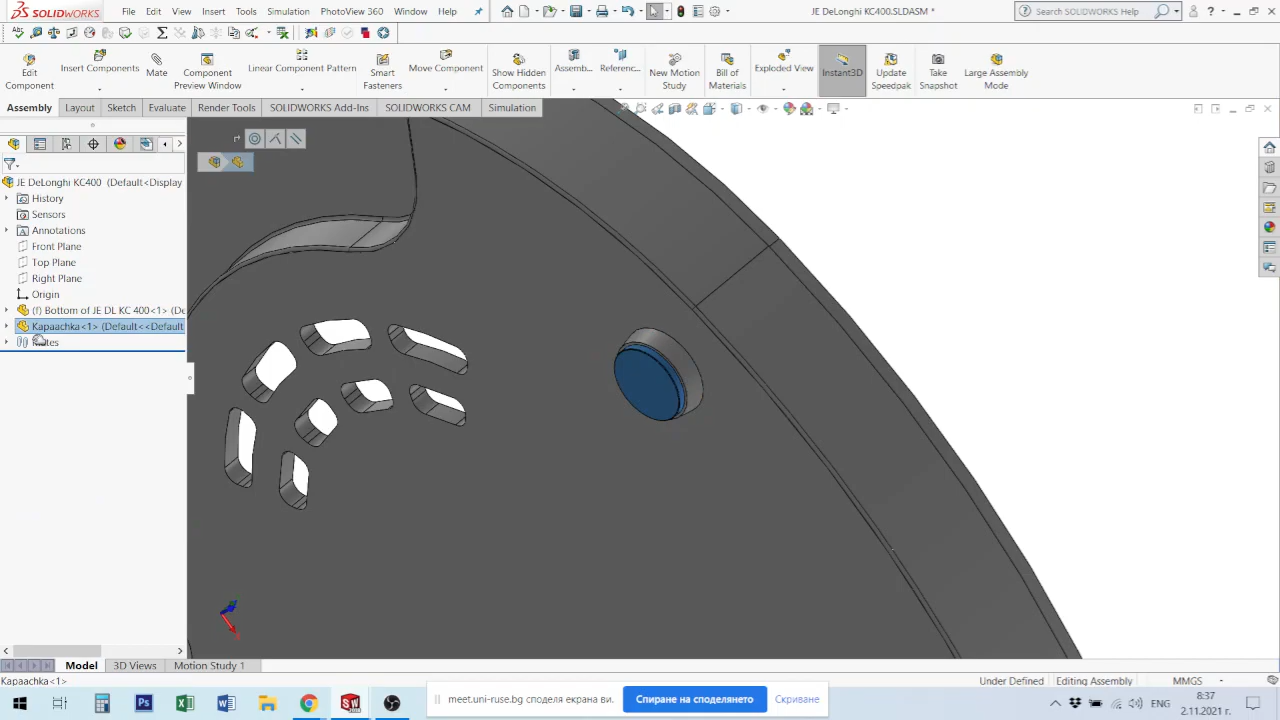 SOLIDWORKS
File Edit View Insert Tools Simulation PhotoView 360 Window Help
JE DeLonghi KC400.SLDASM *
Search SOLIDWORKS Help
Edit Component
Insert Components
Mate
Component Preview Window
Linear Component Pattern
Smart Fasteners
Move Component
Show Hidden Components
Assemb...
Referenc...
New Motion Study
Bill of Materials
Exploded View
Instant3D
Update Speedpak
Take Snapshot
Large Assembly Mode
Assembly Layout Sketch Evaluate Render Tools SOLIDWORKS Add-Ins SOLIDWORKS CAM Simulation
JE DeLonghi KC400 (Default<Display
History
Sensors
Annotations
Front Plane
Top Plane
Right Plane
Origin
(f) Bottom of JE DL KC 400<1> (De
Kapaachka<1> (Default<<Default
Mates
Model 3D Views Motion Study 1
Kapaachka<1>
Under Defined Editing Assembly MMGS
meet.uni-ruse.bg споделя екрана ви. Спиране на споделянето Скриване
ENG
8:37
2.11.2021 г.